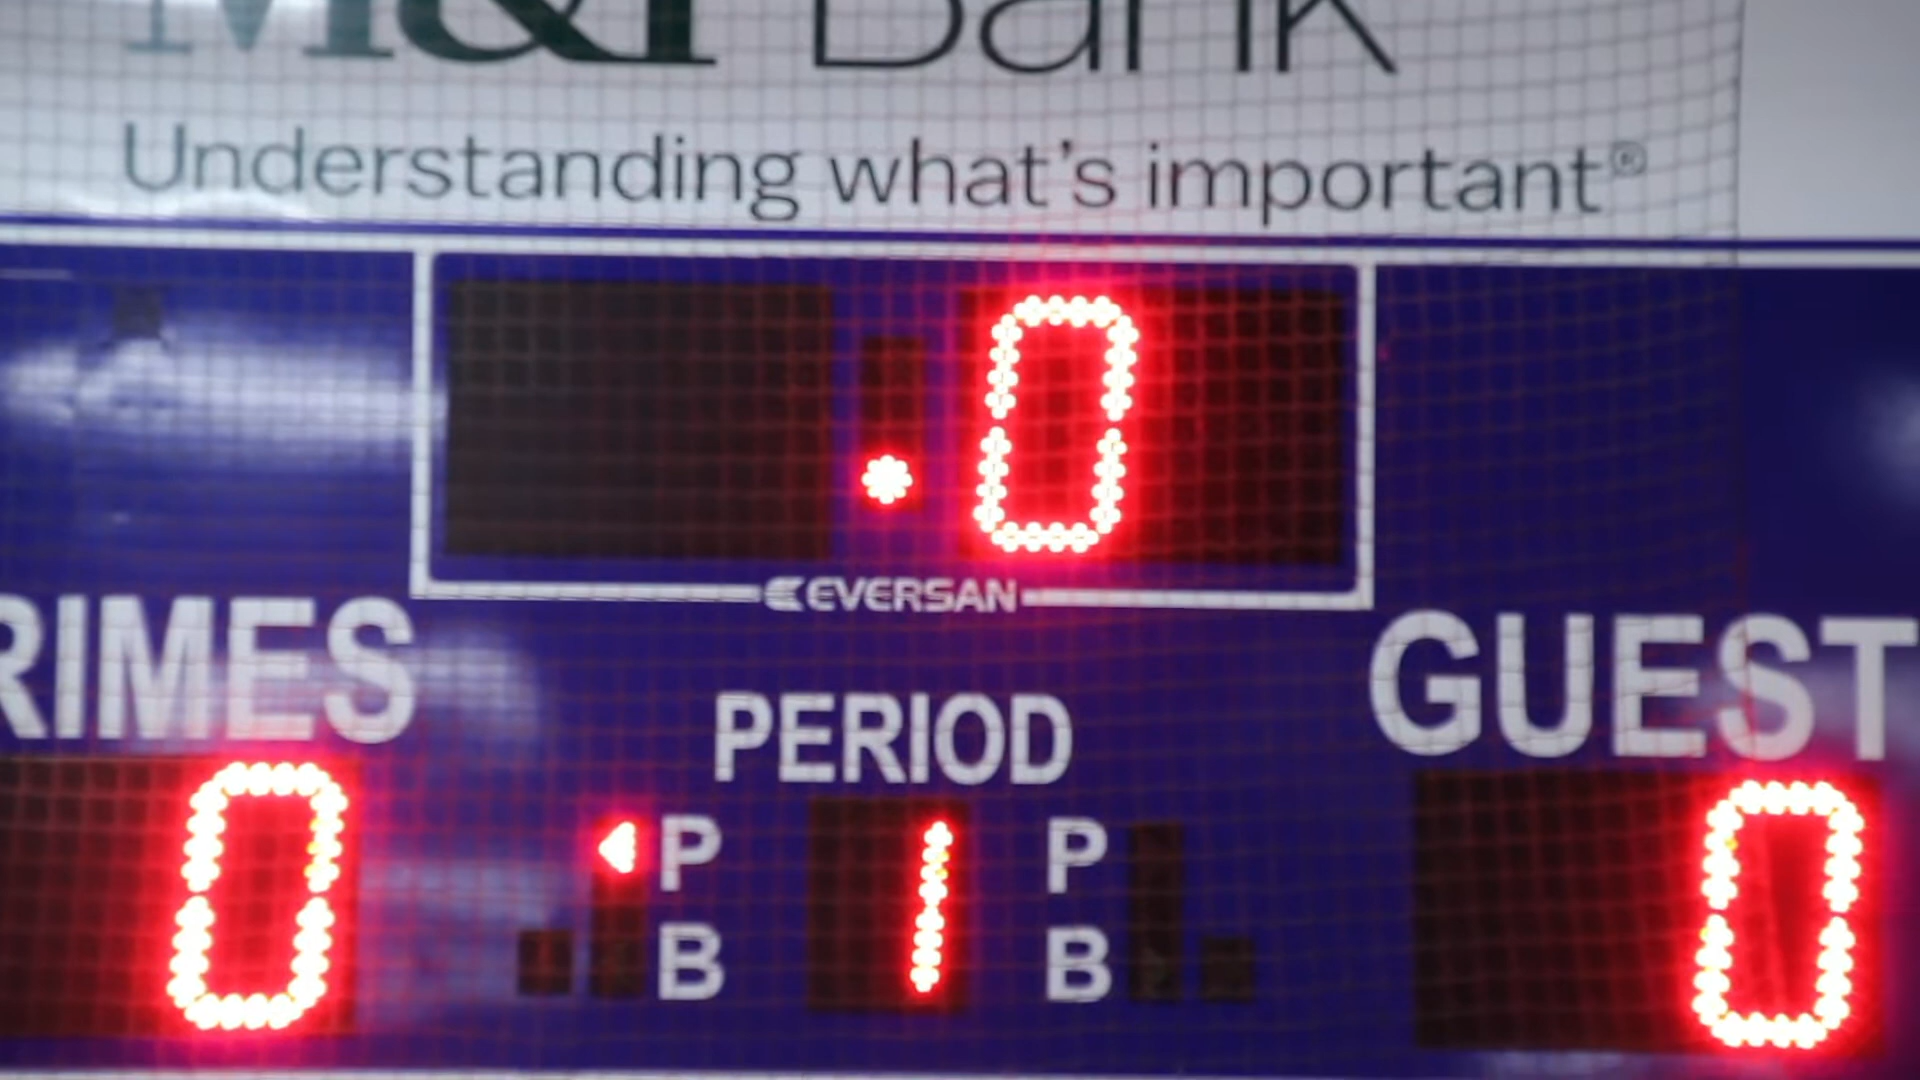 M&T Bank
Understanding what's important®
.0
EVERSAN
RIMES
GUEST
PERIOD
0
P
1
P
0
B
B